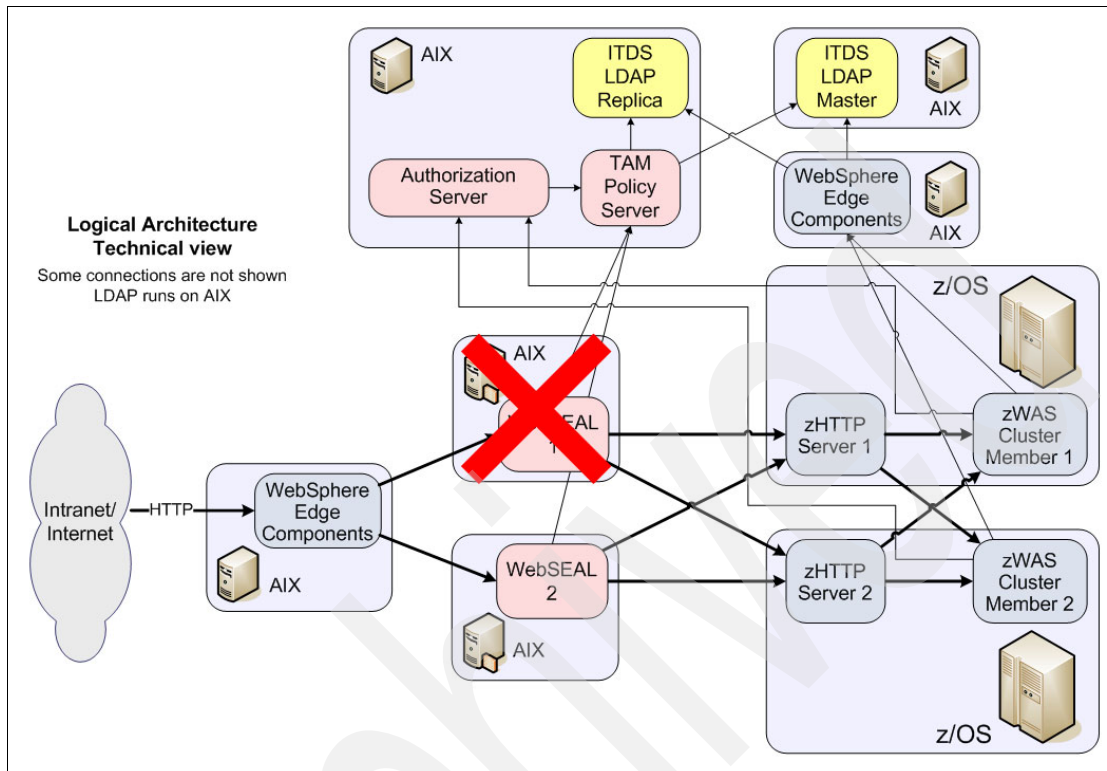 AIX
ITDS
LDAP
Replica
ITDS
LDAP
Master
AIX
Authorization
Server
TAM
Policy
Server
WebSphere
Edge
Components
AIX
Logical Architecture
Technical view
Some connections are not shown
LDAP runs on AIX
z/OS
AIX
1
zHTTP
Server 1
zWAS
Cluster
Member 1
Intranet/
Internet
HTTP
WebSphere
Edge
Components
AIX
WebSEAL
2
AIX
zHTTP
Server 2
zWAS
Cluster
Member 2
z/OS